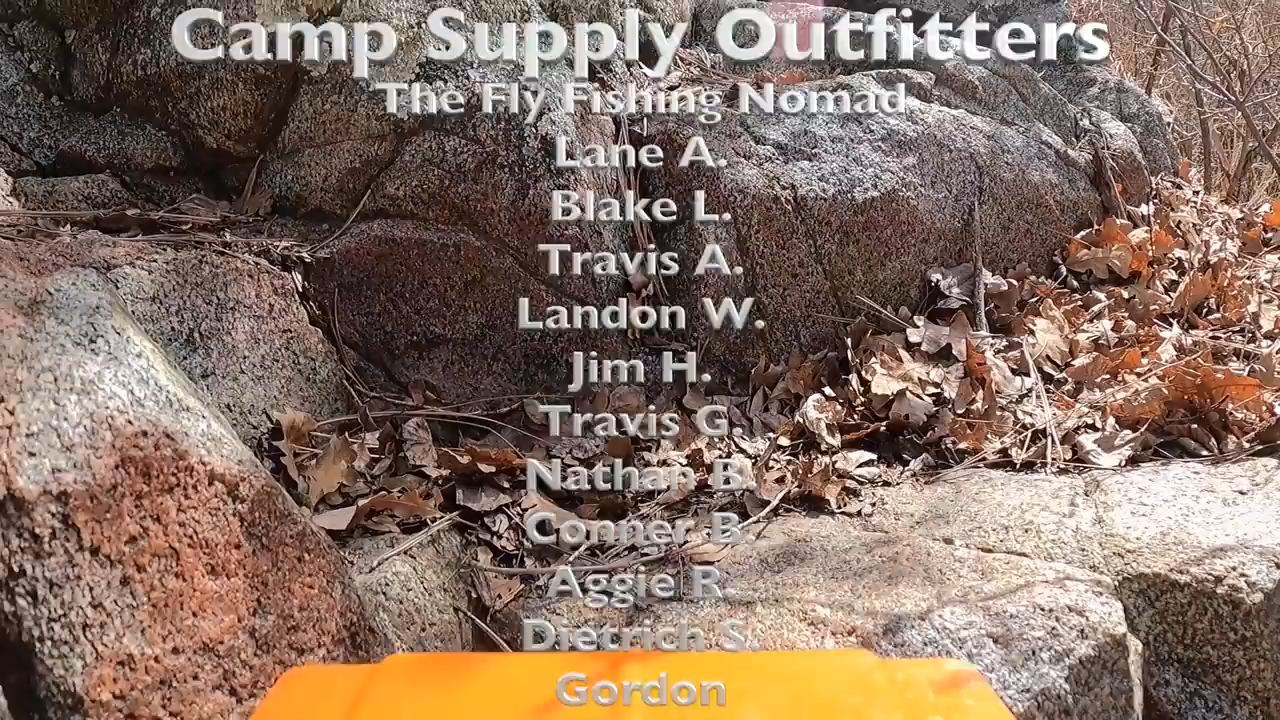 Camp Supply Outfitters
The Fly Fishing Nomad
Lane A.
Blake L.
Travis A.
Landon W.
Jim H.
Travis G.
Nathan B.
Conner B.
Aggie R.
Dietrich S.
Gordon